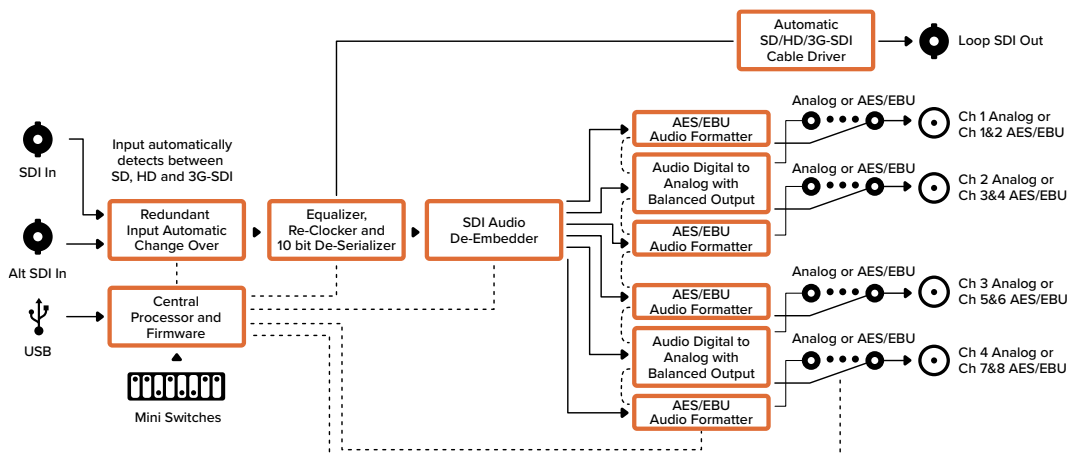 Automatic
SD/HD/3G-SDI
Cable Driver
Loop SDI Out
SDI In
Input automatically
detects between
SD, HD and 3G-SDI
Alt SDI In
Redundant
Input Automatic
Change Over
Equalizer,
Re-Clocker and
10 bit De-Serializer
SDI Audio
De-Embedder
USB
Central
Processor and
Firmware
Mini Switches
AES/EBU
Audio Formatter
Audio Digital to
Analog with
Balanced Output
AES/EBU
Audio Formatter
AES/EBU
Audio Formatter
Audio Digital to
Analog with
Balanced Output
AES/EBU
Audio Formatter
Analog or AES/EBU
Ch 1 Analog or
Ch 1&2 AES/EBU
Analog or AES/EBU
Ch 2 Analog or
Ch 3&4 AES/EBU
Analog or AES/EBU
Ch 3 Analog or
Ch 5&6 AES/EBU
Analog or AES/EBU
Ch 4 Analog or
Ch 7&8 AES/EBU